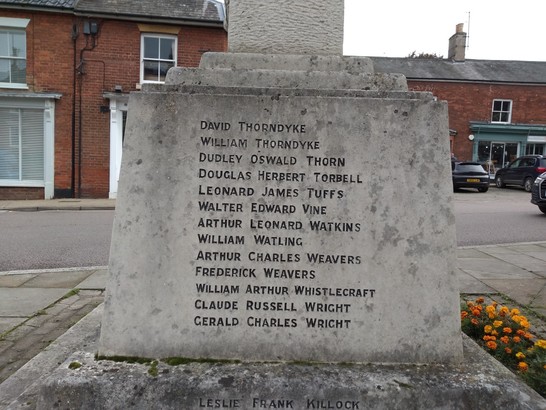 DAVID THORNDYKE
WILLIAM THORNDYKE
DUDLEY OSWALD THORN
DOUGLAS HERBERT TORBELL
LEONARD JAMES TUFFS
WALTER EDWARD VINE
ARTHUR LEONARD WATKINS
WILLIAM WATLING
ARTHUR CHARLES WEAVERS
FREDERICK WEAVERS
WILLIAM ARTHUR WHISTLECRAFT
CLAUDE RUSSELL WRIGHT
GERALD CHARLES WRIGHT
LESLIE FRANK KILLOCK